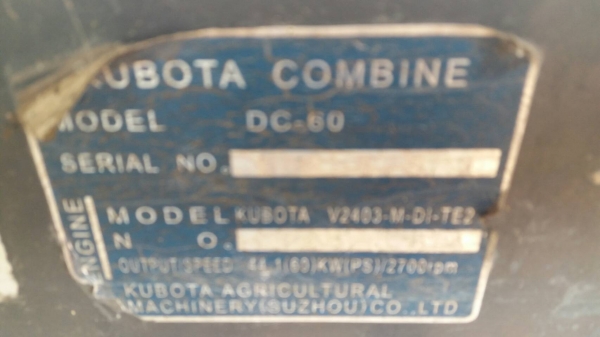 KUBOTA COMBINE
MODEL DC-60
SERIAL NO.
ENGINE
MODEL KUBOTA V2403-M-DI-TE2
NO.
OUTPUT/SPEED 44.1(60)KW(PS)/2700rpm
KUBOTA AGRICULTURAL
MACHINERY(SUZHOU)CO.,LTD